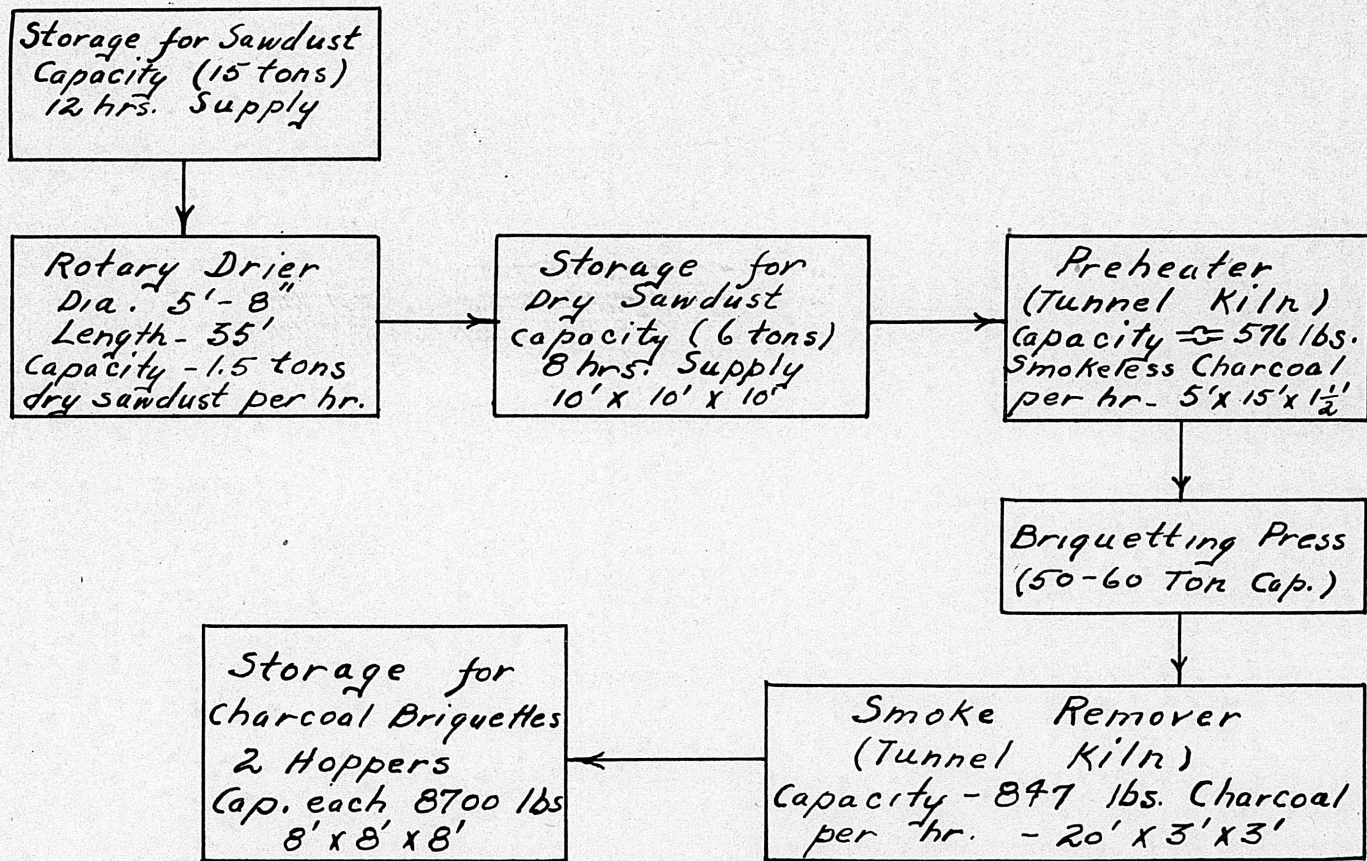 Storage for Sawdust
Capacity (15 tons)
12 hrs. Supply
Rotary Drier
Dia. 5'-8"
Length - 35'
Capacity - 1.5 tons
dry sawdust per hr.
Storage for
Dry Sawdust
capacity (6 tons)
8 hrs. Supply
10' x 10' x 10'
Preheater
(Tunnel Kiln)
Capacity ≎ 576 lbs.
Smokeless Charcoal
per hr. - 5' x 15' x 1½'
Briquetting Press
(50-60 Ton Cap.)
Smoke Remover
(Tunnel Kiln)
Capacity - 847 lbs. Charcoal
per hr. - 20' x 3' x 3'
Storage for
Charcoal Briquettes
2 Hoppers
Cap. each 8700 lbs
8' x 8' x 8'